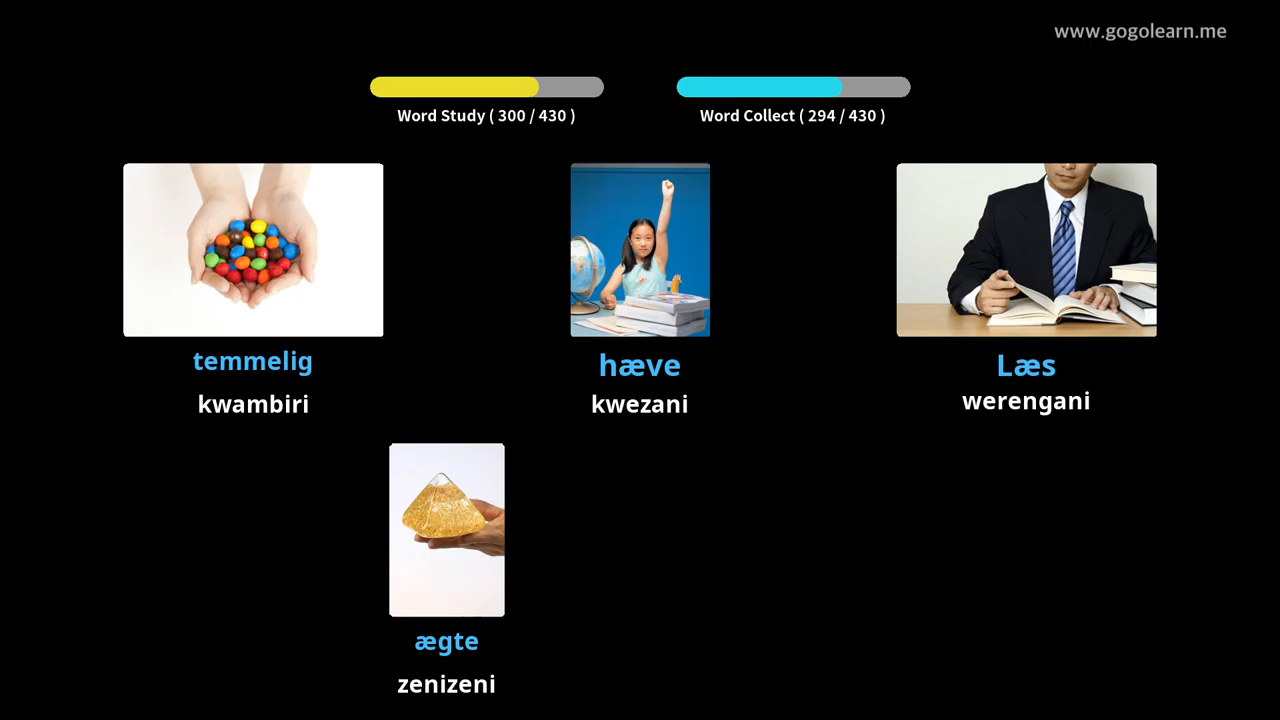 www.gogolearn.me
Word Study ( 300 / 430 )
Word Collect ( 294 / 430 )
temmelig
kwambiri
hæve
kwezani
Læs
werengani
ægte
zenizeni